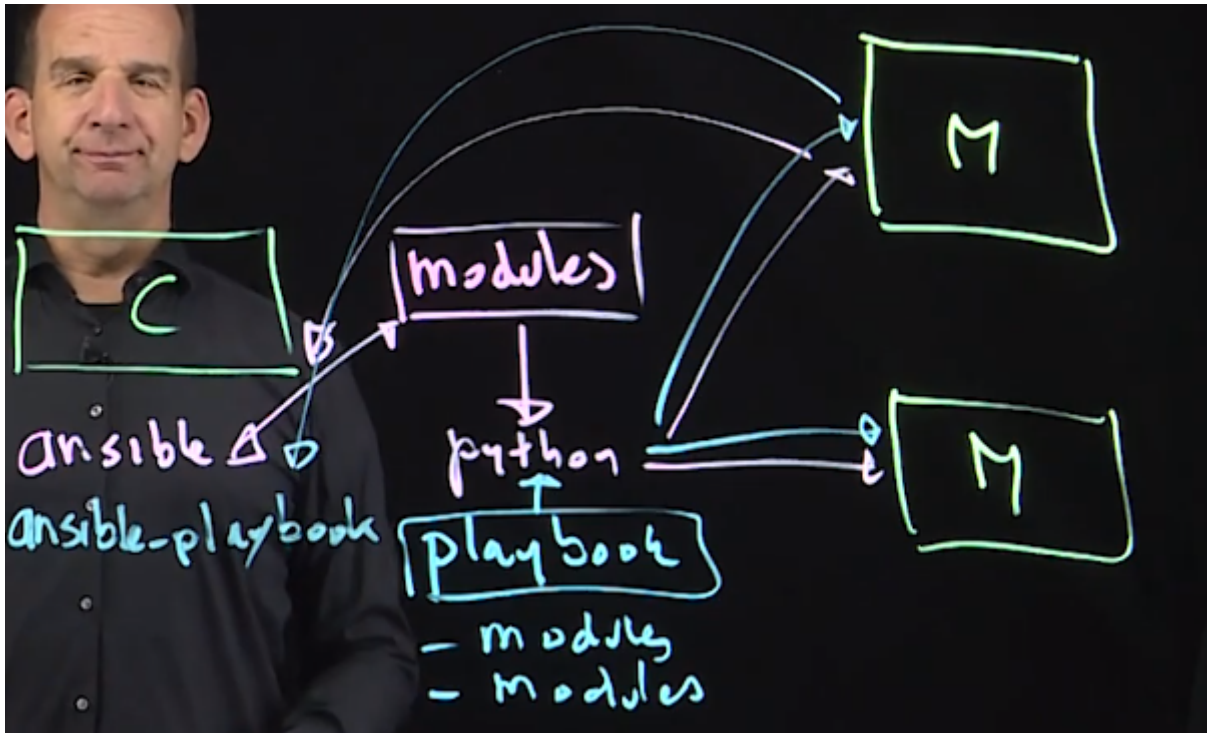 M
C
modules
ansible
python
M
ansible-playbook
playbook
- modules
- modules